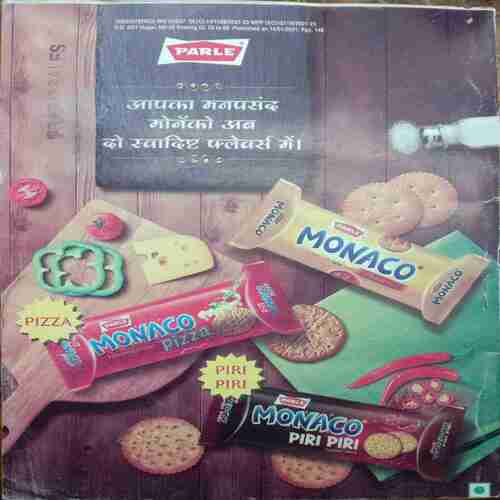 PARLE
आपका मनपसंद
मोनॅको अब
दो स्वादिष्ट फ्लेवर्स में।
PARLE
MONACO
MONACO
PIZZA
PARLE
MONACO
Pizza
PIRI
PIRI
PARLE
MONACO
PIRI PIRI